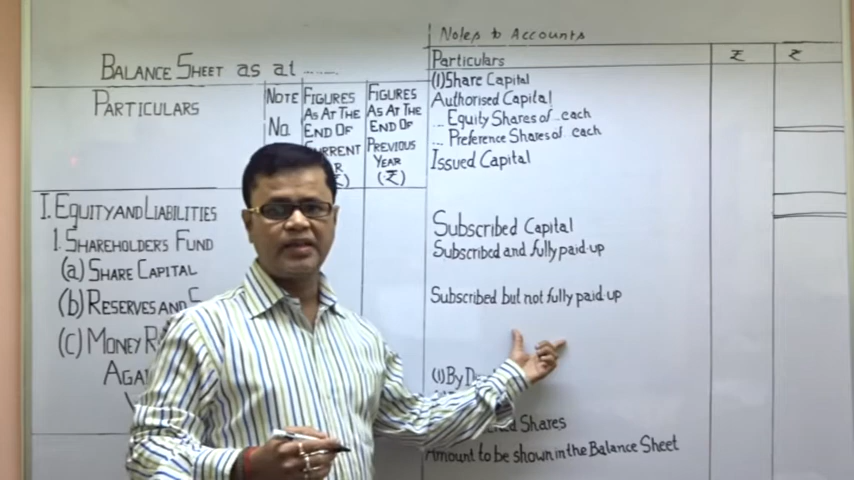 BALANCE SHEET as at ........
PARTICULARS
NOTE
No.
FIGURES
AS AT THE
END OF
CURRENT
(₹)
FIGURES
AS AT THE
END OF
PREVIOUS
YEAR
(₹)
I. EQUITY AND LIABILITIES
1. SHAREHOLDERS FUND
(a) SHARE CAPITAL
(b) RESERVES AND
(c) MONEY
Notes to Accounts
Particulars ₹ ₹
(1) Share Capital
Authorised Capital
... Equity Shares of.. each
... Preference Shares of.. each
Issued Capital
Subscribed Capital
Subscribed and fully paid-up
Subscribed but not fully paid-up
(i) By
Shares
Amount to be shown in the Balance Sheet